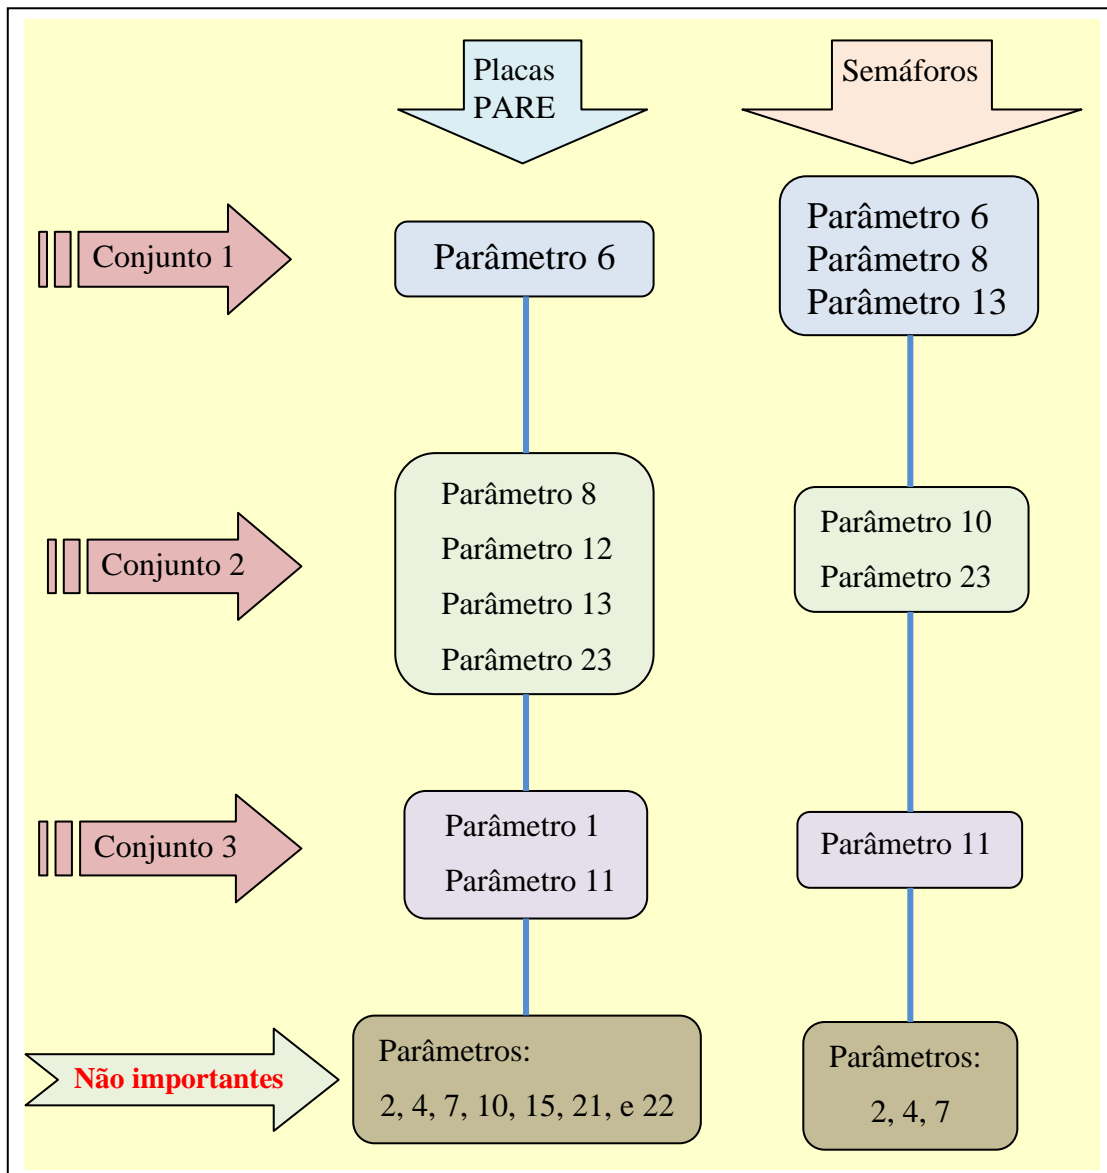 Placas
PARE
Semáforos
Conjunto 1
Parâmetro 6
Parâmetro 6
Parâmetro 8
Parâmetro 13
Conjunto 2
Parâmetro 8
Parâmetro 12
Parâmetro 13
Parâmetro 23
Parâmetro 10
Parâmetro 23
Conjunto 3
Parâmetro 1
Parâmetro 11
Parâmetro 11
Não importantes
Parâmetros:
2, 4, 7, 10, 15, 21, e 22
Parâmetros:
2, 4, 7